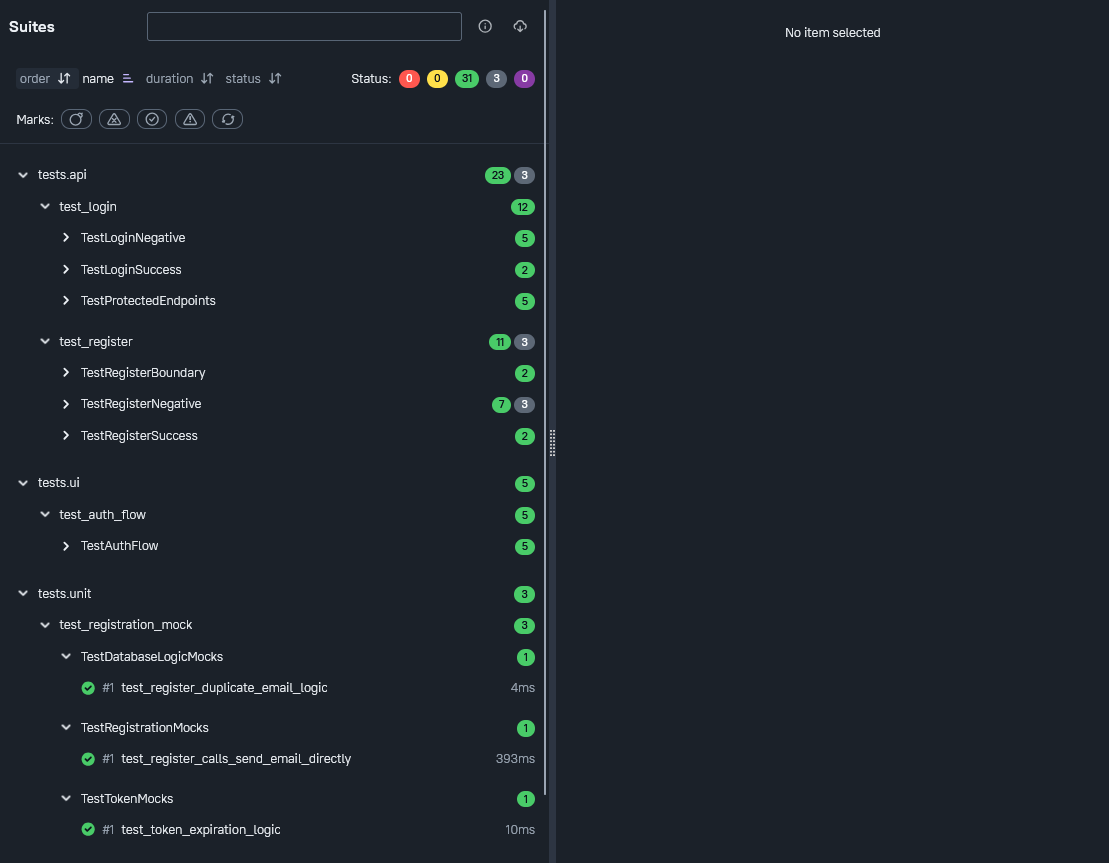 Suites
No item selected
order name duration status Status: 0 0 31 3 0
Marks:
tests.api 23 3
test_login 12
TestLoginNegative 5
TestLoginSuccess 2
TestProtectedEndpoints 5
test_register 11 3
TestRegisterBoundary 2
TestRegisterNegative 7 3
TestRegisterSuccess 2
tests.ui 5
test_auth_flow 5
TestAuthFlow 5
tests.unit 3
test_registration_mock 3
TestDatabaseLogicMocks 1
#1 test_register_duplicate_email_logic 4ms
TestRegistrationMocks 1
#1 test_register_calls_send_email_directly 393ms
TestTokenMocks 1
#1 test_token_expiration_logic 10ms